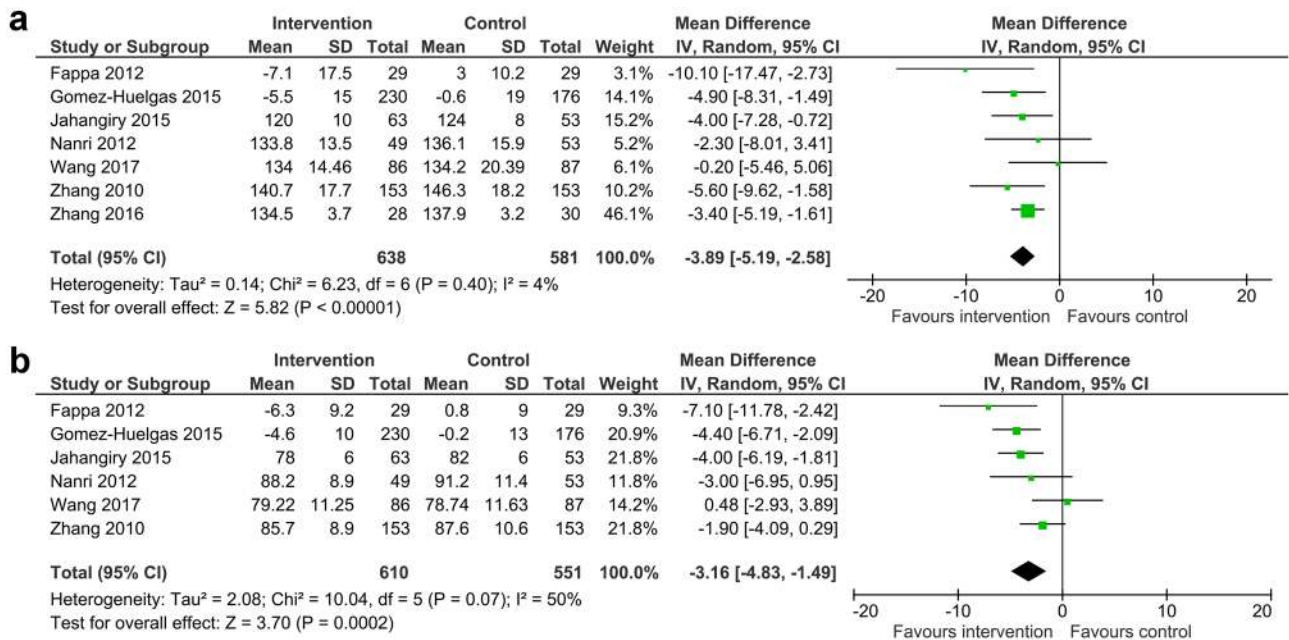 a
Intervention Control Mean Difference Mean Difference
Study or Subgroup Mean SD Total Mean SD Total Weight IV, Random, 95% CI IV, Random, 95% CI
Fappa 2012 -7.1 17.5 29 3 10.2 29 3.1% -10.10 [-17.47, -2.73]
Gomez-Huelgas 2015 -5.5 15 230 -0.6 19 176 14.1% -4.90 [-8.31, -1.49]
Jahangiry 2015 120 10 63 124 8 53 15.2% -4.00 [-7.28, -0.72]
Nanri 2012 133.8 13.5 49 136.1 15.9 53 5.2% -2.30 [-8.01, 3.41]
Wang 2017 134 14.46 86 134.2 20.39 87 6.1% -0.20 [-5.46, 5.06]
Zhang 2010 140.7 17.7 153 146.3 18.2 153 10.2% -5.60 [-9.62, -1.58]
Zhang 2016 134.5 3.7 28 137.9 3.2 30 46.1% -3.40 [-5.19, -1.61]
Total (95% CI) 638 581 100.0% -3.89 [-5.19, -2.58]
Heterogeneity: Tau² = 0.14; Chi² = 6.23, df = 6 (P = 0.40); I² = 4%
Test for overall effect: Z = 5.82 (P < 0.00001)
-20 -10 0 10 20
Favours intervention Favours control
b
Intervention Control Mean Difference Mean Difference
Study or Subgroup Mean SD Total Mean SD Total Weight IV, Random, 95% CI IV, Random, 95% CI
Fappa 2012 -6.3 9.2 29 0.8 9 29 9.3% -7.10 [-11.78, -2.42]
Gomez-Huelgas 2015 -4.6 10 230 -0.2 13 176 20.9% -4.40 [-6.71, -2.09]
Jahangiry 2015 78 6 63 82 6 53 21.8% -4.00 [-6.19, -1.81]
Nanri 2012 88.2 8.9 49 91.2 11.4 53 11.8% -3.00 [-6.95, 0.95]
Wang 2017 79.22 11.25 86 78.74 11.63 87 14.2% 0.48 [-2.93, 3.89]
Zhang 2010 85.7 8.9 153 87.6 10.6 153 21.8% -1.90 [-4.09, 0.29]
Total (95% CI) 610 551 100.0% -3.16 [-4.83, -1.49]
Heterogeneity: Tau² = 2.08; Chi² = 10.04, df = 5 (P = 0.07); I² = 50%
Test for overall effect: Z = 3.70 (P = 0.0002)
-20 -10 0 10 20
Favours intervention Favours control